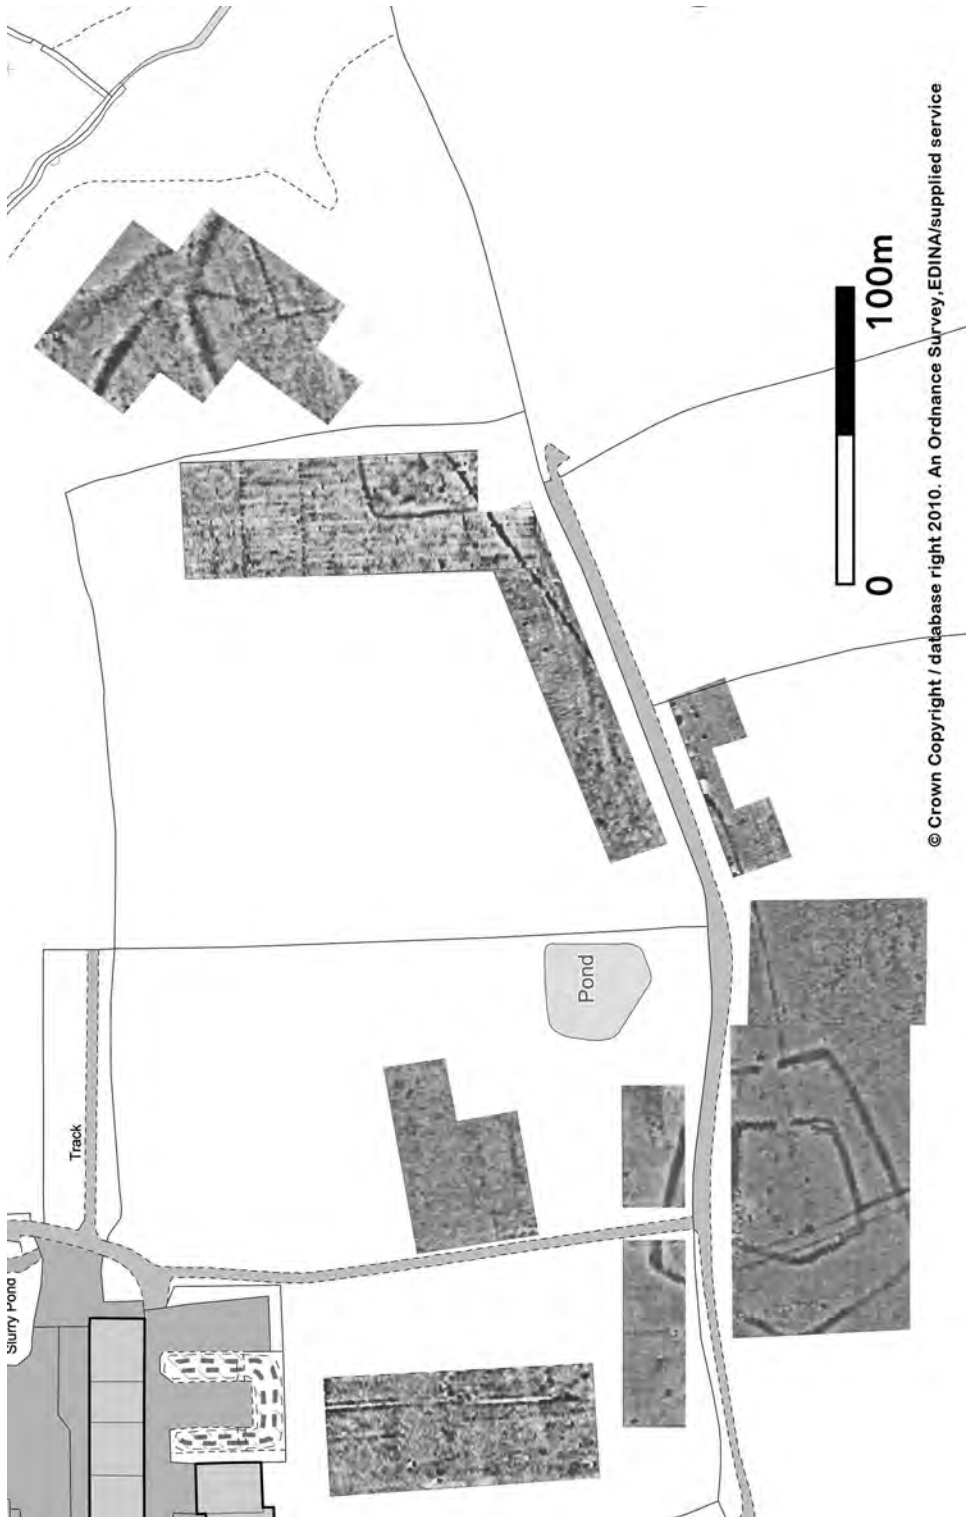 Track
Slurry Pond
Pond
0
100m
© Crown Copyright / database right 2010. An Ordnance Survey,EDINA/supplied service